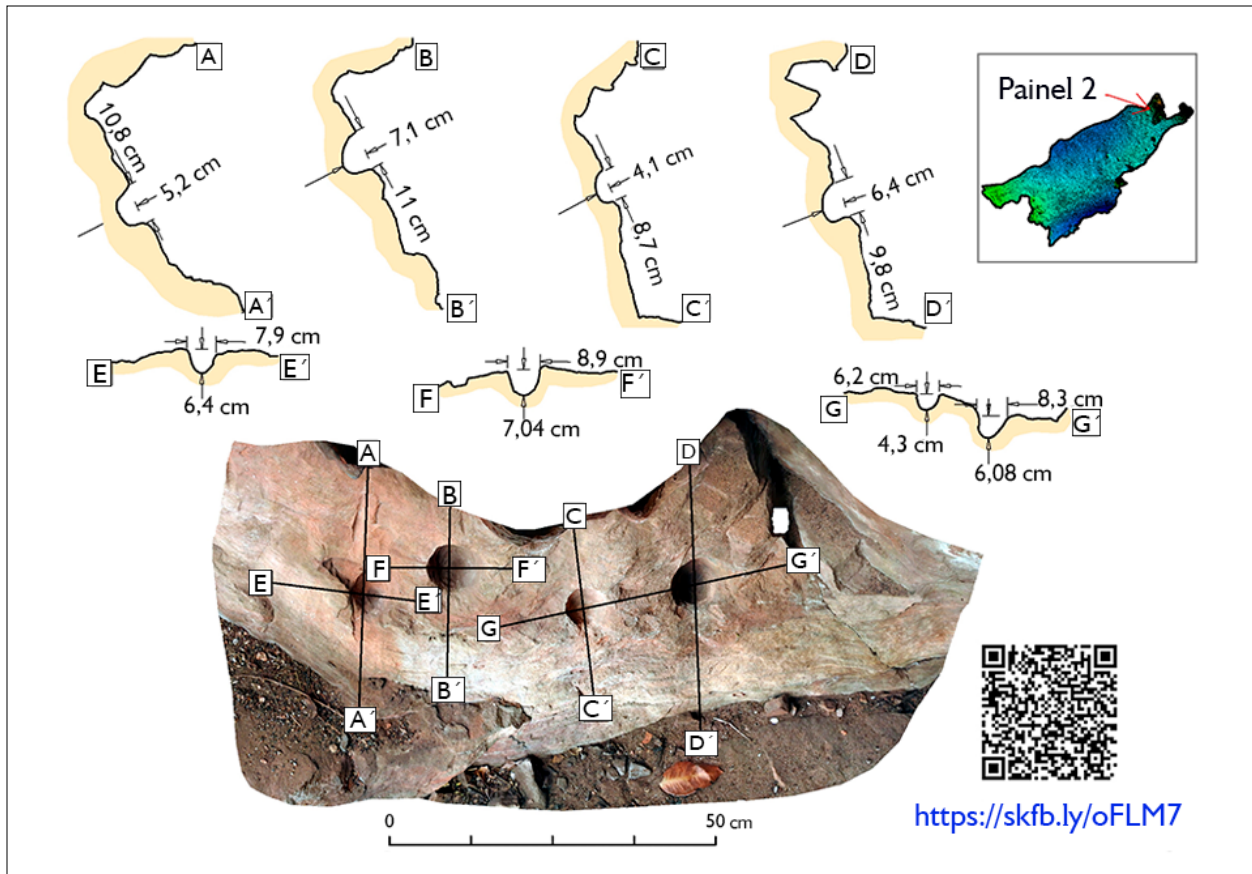 A
B
C
D
Painel 2
10,8 cm
5,2 cm
7,1 cm
11 cm
4,1 cm
8,7 cm
6,4 cm
9,8 cm
A´
B´
C´
D´
7,9 cm
E
E´
6,4 cm
8,9 cm
F
F´
7,04 cm
6,2 cm
8,3 cm
G
G´
4,3 cm
6,08 cm
A
B
C
D
E
E´
F
F´
G
G´
A´
B´
C´
D´
0 50 cm
https://skfb.ly/oFLM7